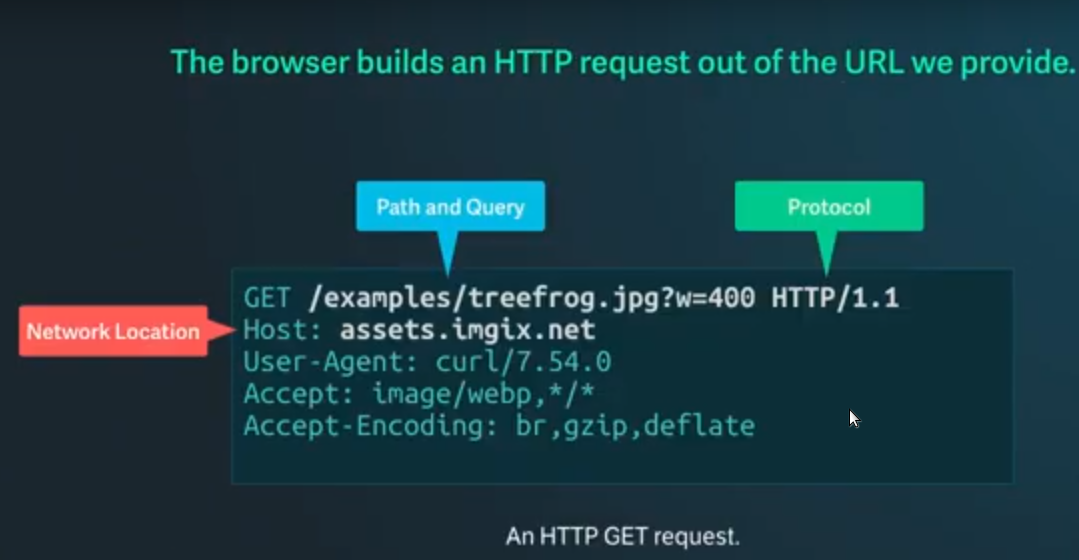 The browser builds an HTTP request out of the URL we provide.
Path and Query
Protocol
Network Location
GET /examples/treefrog.jpg?w=400 HTTP/1.1
Host: assets.imgix.net
User-Agent: curl/7.54.0
Accept: image/webp,*/*
Accept-Encoding: br,gzip,deflate
An HTTP GET request.